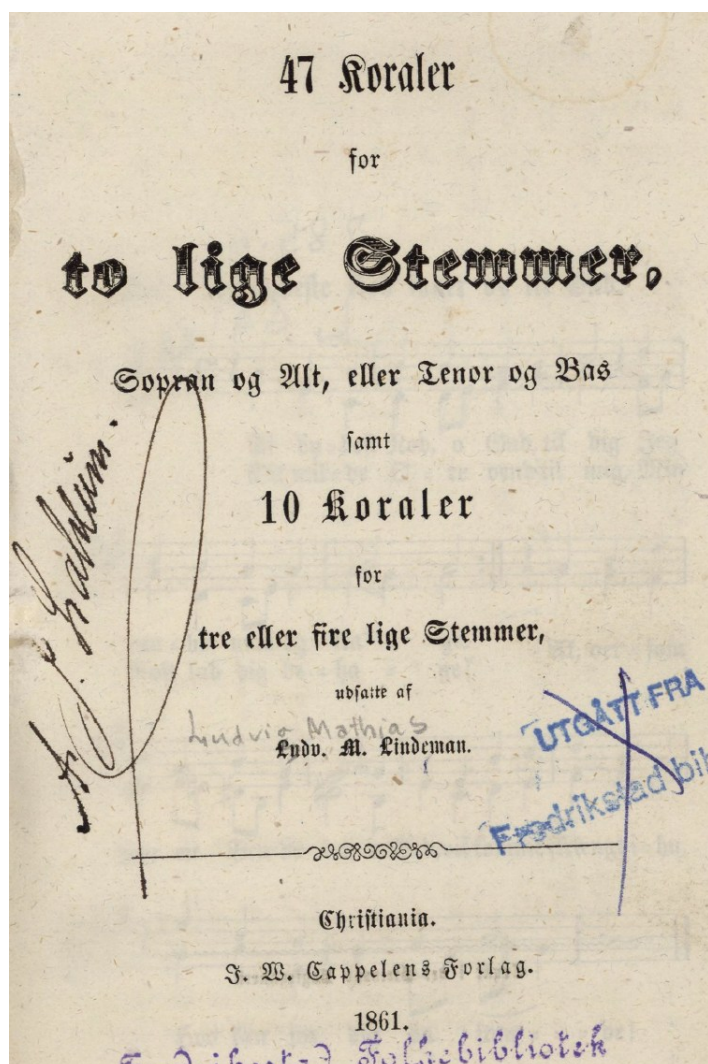 47 Koraler
for
to lige Stemmer,
Sopran og Alt, eller Tenor og Bas
samt
10 Koraler
for
tre eller fire lige Stemmer,
udsatte af
Ludvig Mathias
Ludv. M. Lindeman.
UTGÅTT FRA
Fredrikstad bib
Christiania.
J. W. Cappelens Forlag.
1861.
Folkebibliotek